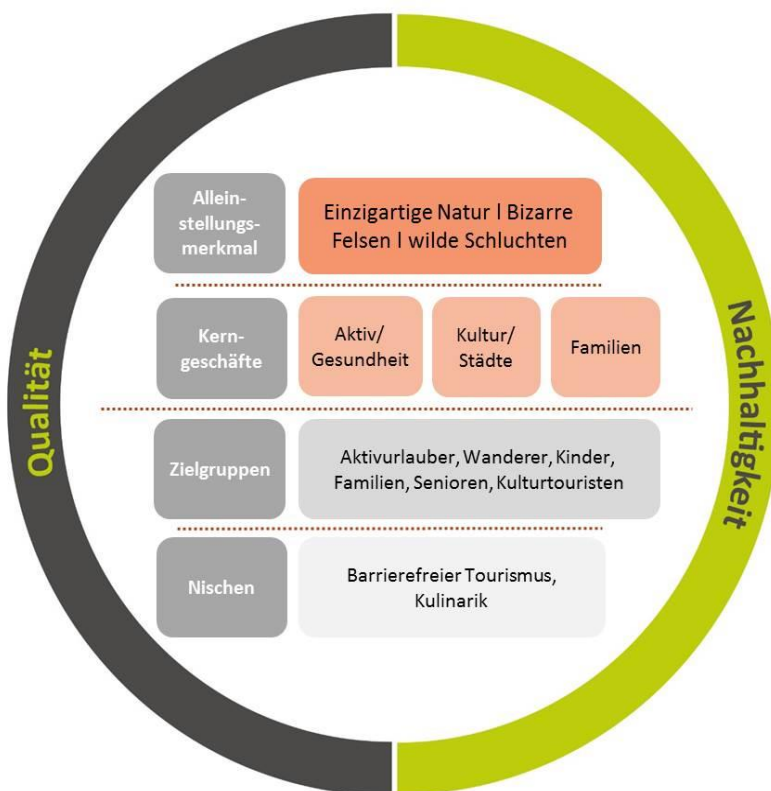 Qualität
Nachhaltigkeit
Allein-
stellungs-
merkmal
Einzigartige Natur l Bizarre
Felsen l wilde Schluchten
Kern-
geschäfte
Aktiv/
Gesundheit
Kultur/
Städte
Familien
Zielgruppen
Aktivurlauber, Wanderer, Kinder,
Familien, Senioren, Kulturtouristen
Nischen
Barrierefreier Tourismus,
Kulinarik